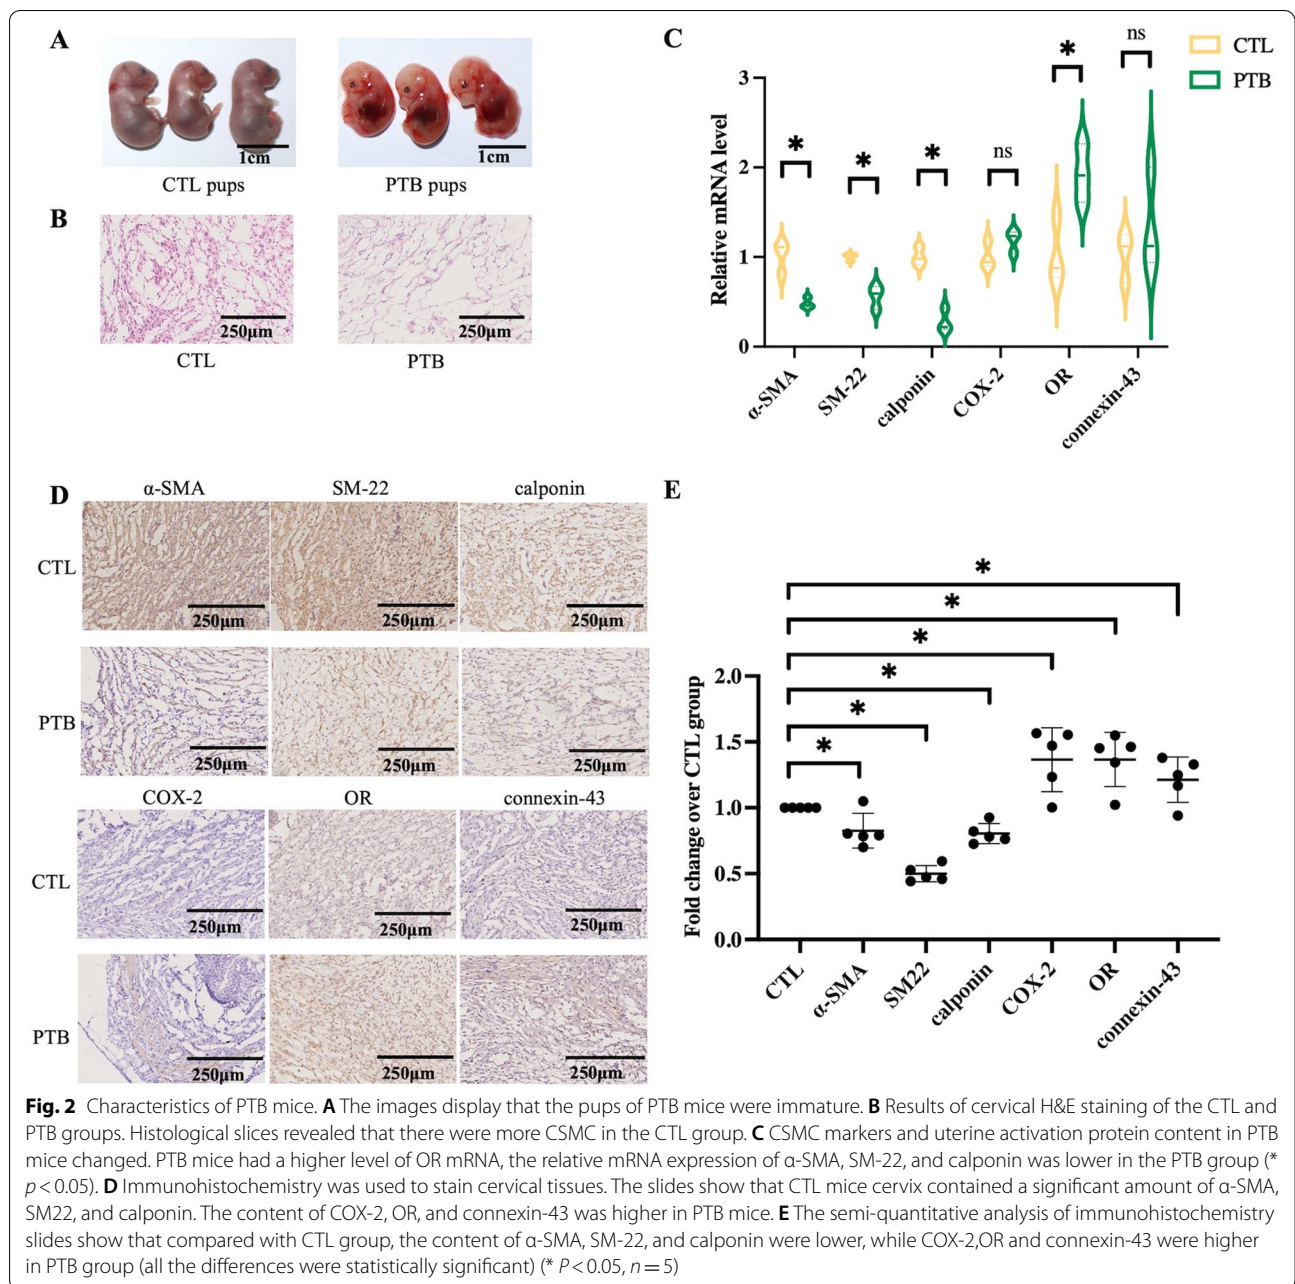 A
1cm
1cm
CTL pups
PTB pups
B
250μm
250μm
CTL
PTB
C
CTL
PTB
Relative mRNA level
3
2
1
0
*
*
*
ns
*
ns
α-SMA
SM-22
calponin
COX-2
OR
connexin-43
D
α-SMA
SM-22
calponin
CTL
250μm
250μm
250μm
PTB
250μm
250μm
250μm
COX-2
OR
connexin-43
CTL
250μm
250μm
250μm
PTB
250μm
250μm
250μm
E
Fold change over CTL group
2.0
1.5
1.0
0.5
0.0
*
*
*
*
*
*
CTL
α-SMA
SM22
calponin
COX-2
OR
connexin-43
Fig. 2 Characteristics of PTB mice. A The images display that the pups of PTB mice were immature. B Results of cervical H&E staining of the CTL and
PTB groups. Histological slices revealed that there were more CSMC in the CTL group. C CSMC markers and uterine activation protein content in PTB
mice changed. PTB mice had a higher level of OR mRNA, the relative mRNA expression of α-SMA, SM-22, and calponin was lower in the PTB group (*
p < 0.05). D Immunohistochemistry was used to stain cervical tissues. The slides show that CTL mice cervix contained a significant amount of α-SMA,
SM22, and calponin. The content of COX-2, OR, and connexin-43 was higher in PTB mice. E The semi-quantitative analysis of immunohistochemistry
slides show that compared with CTL group, the content of α-SMA, SM-22, and calponin were lower, while COX-2,OR and connexin-43 were higher
in PTB group (all the differences were statistically significant) (* P < 0.05, n = 5)